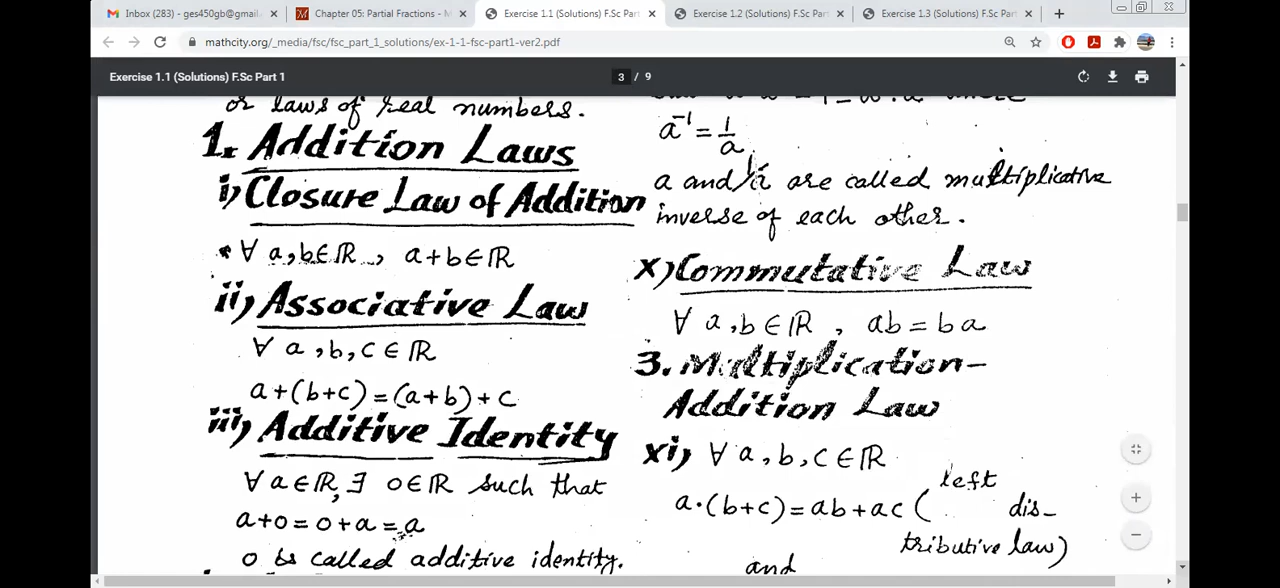 Inbox (283) - ges450gb@gmail.
Chapter 05: Partial Fractions - M
Exercise 1.1 (Solutions) F.Sc Part
Exercise 1.2 (Solutions) F.Sc Part
Exercise 1.3 (Solutions) F.Sc Part
mathcity.org/_media/fsc/fsc_part_1_solutions/ex-1-1-fsc-part1-ver2.pdf
Exercise 1.1 (Solutions) F.Sc Part 1
3 / 9
or laws of real numbers.
1. Addition Laws
i) Closure Law of Addition
∀ a,b∈ℝ, a+b∈ℝ
ii) Associative Law
∀ a,b,c∈ℝ
a+(b+c)=(a+b)+c
iii) Additive Identity
∀ a∈ℝ, ∃ 0∈ℝ such that
a+0=0+a=a
0 is called additive identity.
a⁻¹=1/a
a and 1/a are called multiplicative
inverse of each other.
x) Commutative Law
∀ a,b∈ℝ, ab=ba
3. Multiplication-
Addition Law
xi) ∀ a,b,c∈ℝ
a·(b+c)=ab+ac (left dis-
tributive law)
and